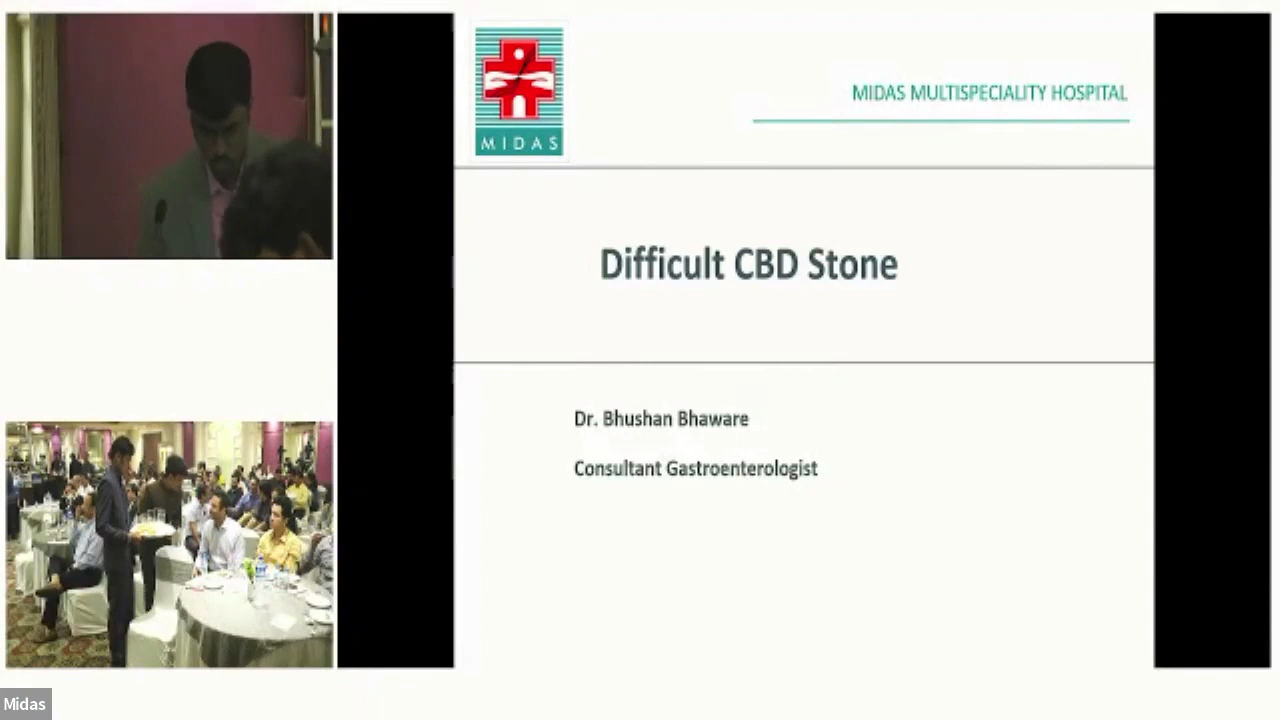 MIDAS
MIDAS MULTISPECIALITY HOSPITAL
Difficult CBD Stone
Dr. Bhushan Bhaware
Consultant Gastroenterologist
Midas